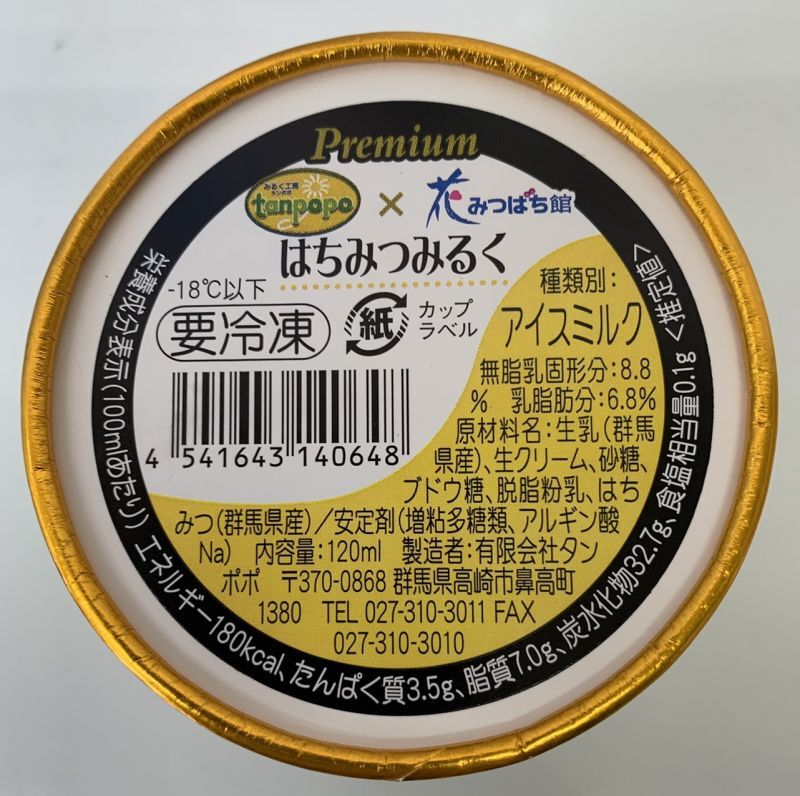 Premium
みるく工房
タンポポ
tanpopo × 花みつばち館
はちみつみるく
-18℃以下
要冷凍
紙
カップ
ラベル
4 541643 140648
種類別:
アイスミルク
無脂乳固形分:8.8
% 乳脂肪分:6.8%
原材料名:生乳(群馬
県産)、生クリーム、砂糖、
ブドウ糖、脱脂粉乳、はち
みつ(群馬県産)/安定剤(増粘多糖類、アルギン酸
Na) 内容量:120ml 製造者:有限会社タン
ポポ 〒370-0868 群馬県高崎市鼻高町
1380 TEL 027-310-3011 FAX
027-310-3010
栄養成分表示(100mlあたり) エネルギー180kcal、たんぱく質3.5g、脂質7.0g、炭水化物32.7g、食塩相当量0.1g <推定値>